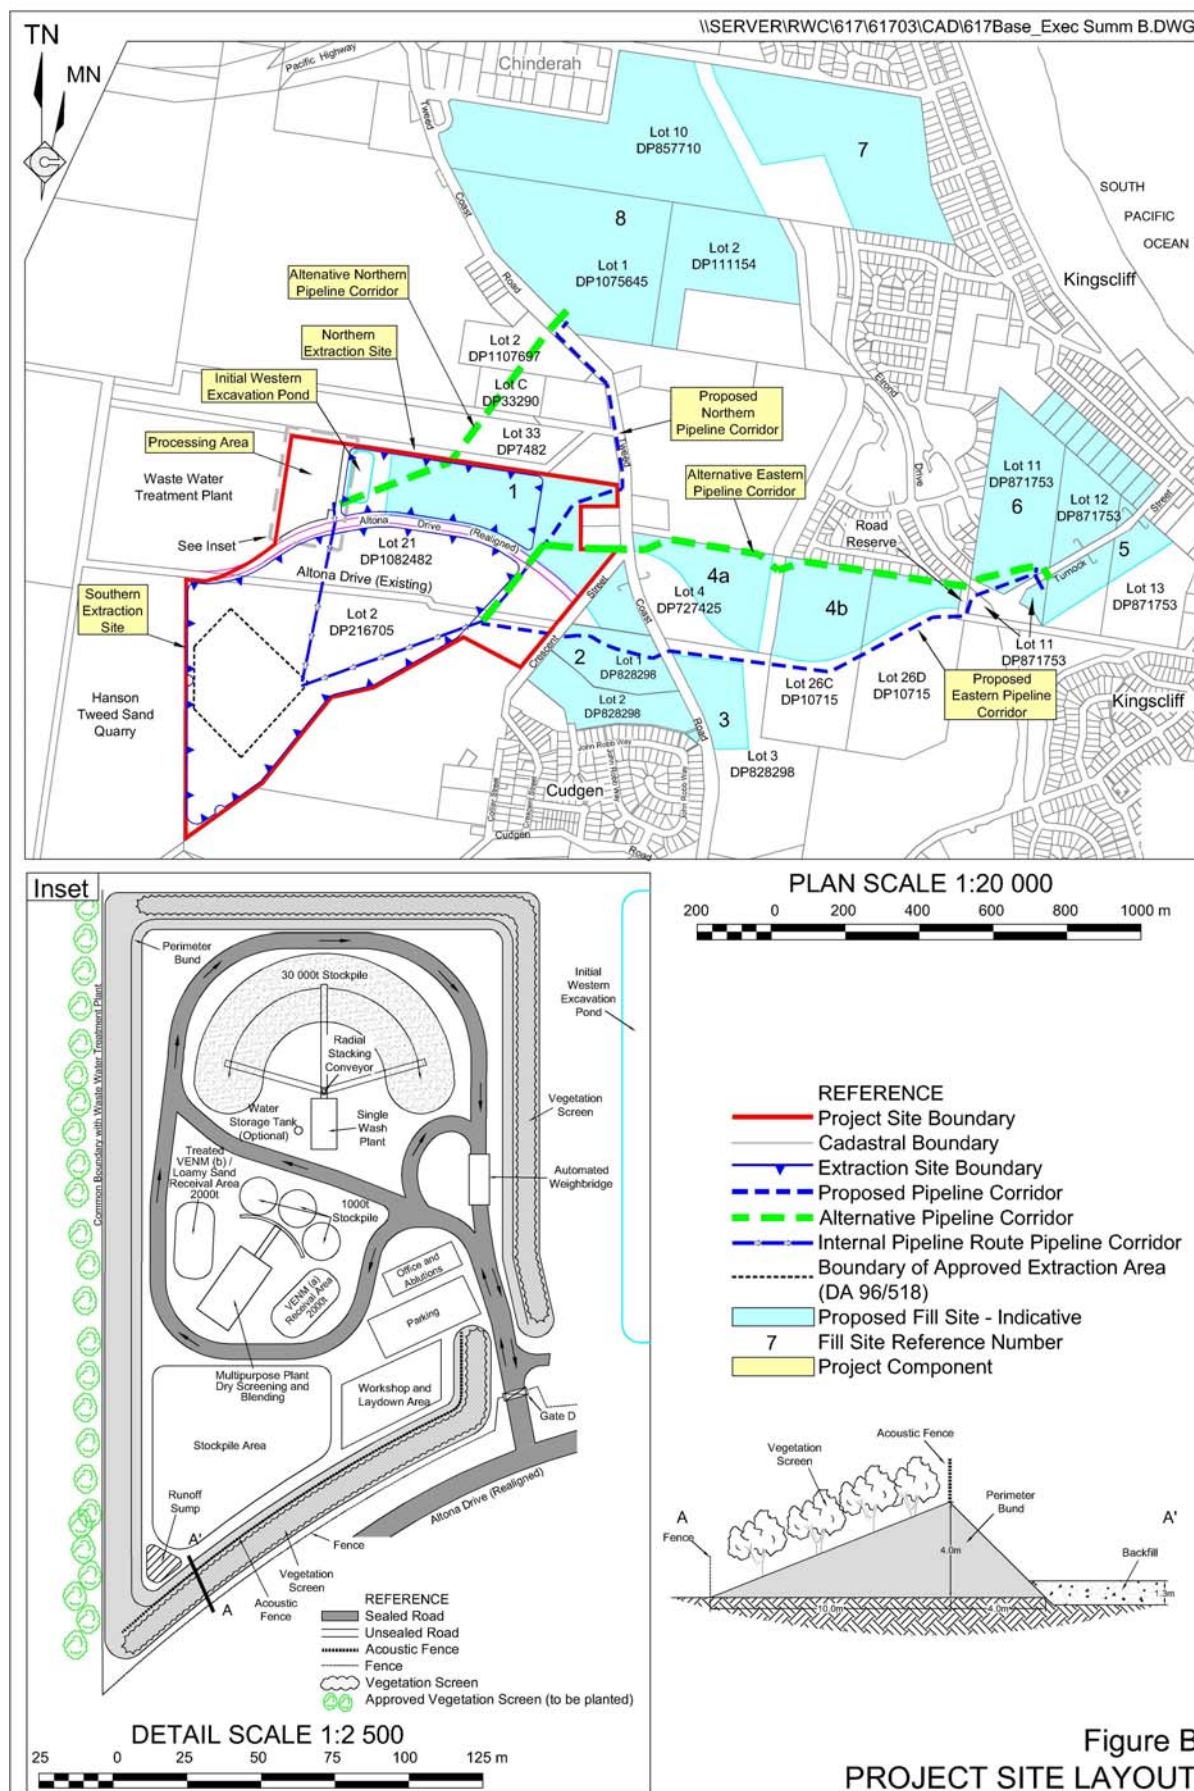 \\SERVER\RWC\617\61703\CAD\617Base_Exec Summ B.DWG
TN
MN
Pacific Highway
Chinderah
Tweed
Coast
Road
Lot 10
DP857710
7
8
Lot 1
DP1075645
Lot 2
DP111154
SOUTH
PACIFIC
OCEAN
Kingscliff
Altenative Northern
Pipeline Corridor
Northern
Extraction Site
Initial Western
Excavation Pond
Processing Area
Lot 2
DP1107697
Lot C
DP33290
Lot 33
DP7482
Proposed
Northern
Pipeline Corridor
Tweed
Elrond
Drive
Alternative Eastern
Pipeline Corridor
Waste Water
Treatment Plant
1
See Inset
Altona
Drive
(Realigned)
Lot 21
DP1082482
Altona Drive (Existing)
Southern
Extraction
Site
Lot 2
DP216705
Hanson
Tweed Sand
Quarry
Road
Reserve
Lot 11
DP871753
6
Lot 12
DP871753
Street
Turnock
5
Lot 13
DP871753
4a
Lot 4
DP727425
4b
Street
Crescent
Coast
Road
2
Lot 1
DP828298
Lot 2
DP828298
3
Lot 3
DP828298
Lot 26C
DP10715
Lot 26D
DP10715
Lot 11
DP871753
Proposed
Eastern Pipeline
Corridor
Kingscliff
John Robb Way
John Robb Way
Crescent Street
Cudgen
Cudgen
Road
Inset
PLAN SCALE 1:20 000
200 0 200 400 600 800 1000 m
Perimeter
Bund
30 000t Stockpile
Radial
Stacking
Conveyor
Initial
Western
Excavation
Pond
Common Boundary with Waste Water Treatment Plant
Water
Storage Tank
(Optional)
Single
Wash
Plant
Vegetation
Screen
Treated
VENM (b) /
Loamy Sand
Receival Area
2000t
Automated
Weighbridge
1000t
Stockpile
Office and
Ablutions
VENM (a)
Receival Area
2000t
Parking
Multipurpose Plant
Dry Screening and
Blending
Workshop and
Laydown Area
Gate D
Stockpile Area
Runoff
Sump
A'
A
Altona Drive (Realigned)
Fence
Vegetation
Screen
Acoustic
Fence
REFERENCE
Sealed Road
Unsealed Road
Acoustic Fence
Fence
Vegetation Screen
Approved Vegetation Screen (to be planted)
DETAIL SCALE 1:2 500
25 0 25 50 75 100 125 m
REFERENCE
Project Site Boundary
Cadastral Boundary
Extraction Site Boundary
Proposed Pipeline Corridor
Alternative Pipeline Corridor
Internal Pipeline Route Pipeline Corridor
Boundary of Approved Extraction Area
(DA 96/518)
Proposed Fill Site - Indicative
7 Fill Site Reference Number
Project Component
Acoustic Fence
Vegetation
Screen
Perimeter
Bund
A
A'
Fence
Backfill
4.0m
1.3m
10.0m
4.0m
Figure B
PROJECT SITE LAYOUT